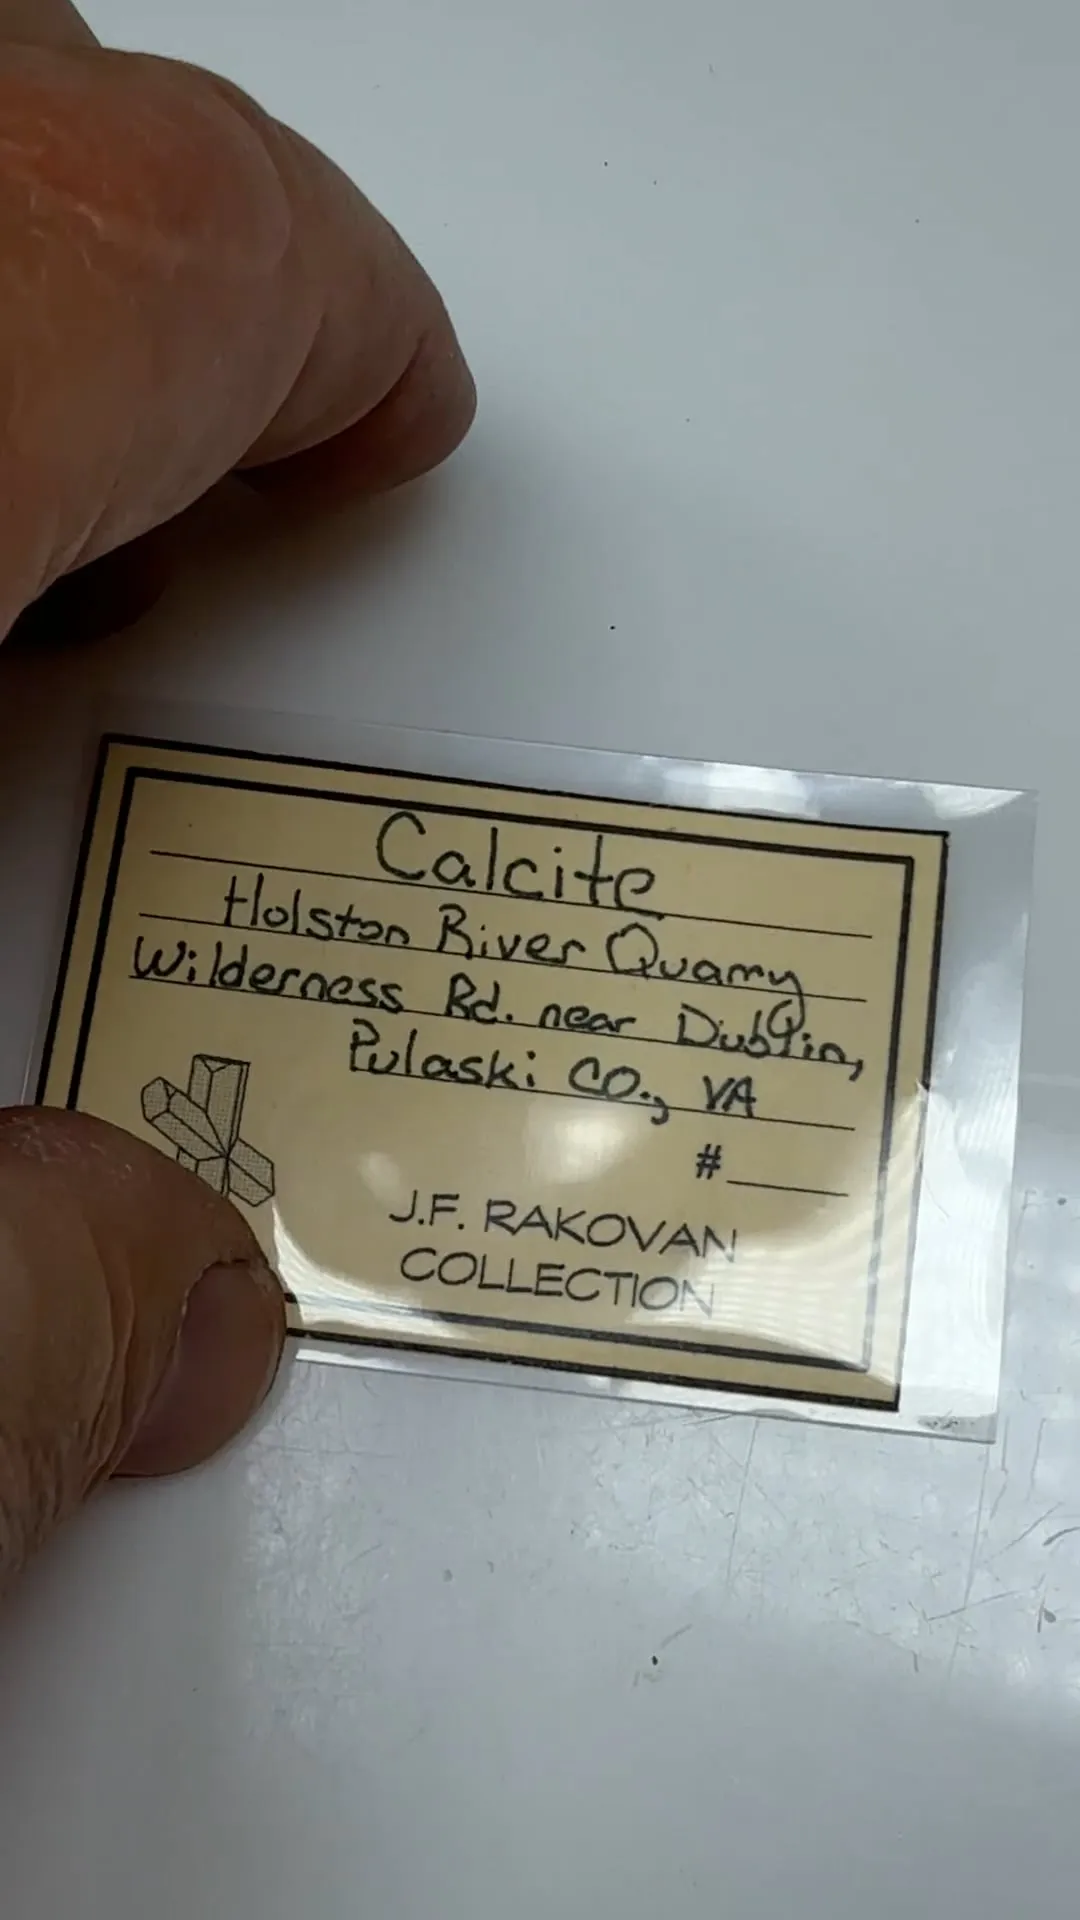 Calcite
Holston River Quarry
Wilderness Rd. near Dublin,
Pulaski Co., VA
#
J.F. RAKOVAN
COLLECTION